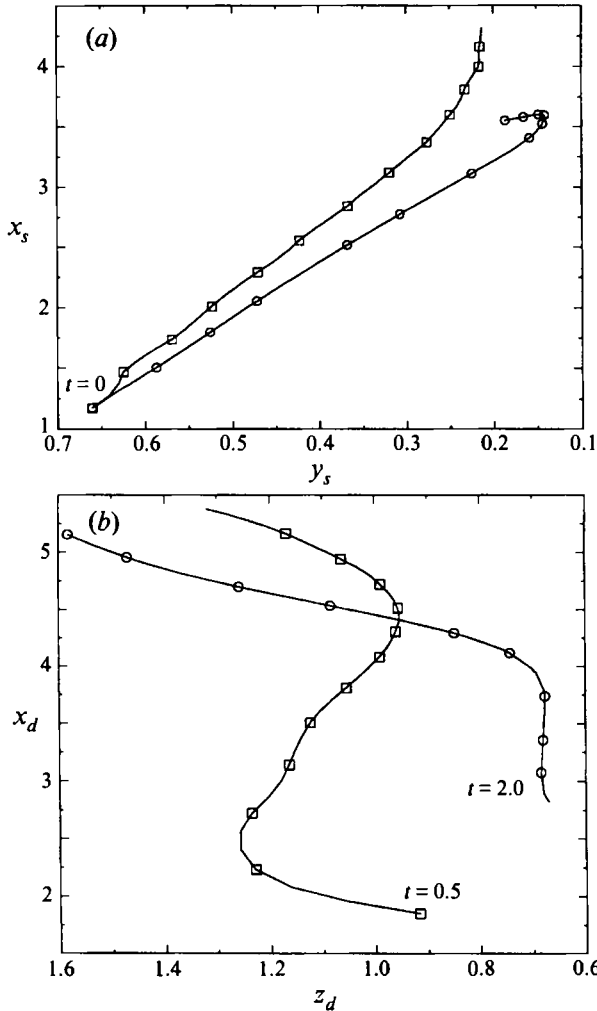 (a)
4
3
x_s
2
t = 0
1
0.7 0.6 0.5 0.4 0.3 0.2 0.1
y_s
(b)
5
4
x_d
3
t = 2.0
t = 0.5
2
1.6 1.4 1.2 1.0 0.8 0.6
z_d